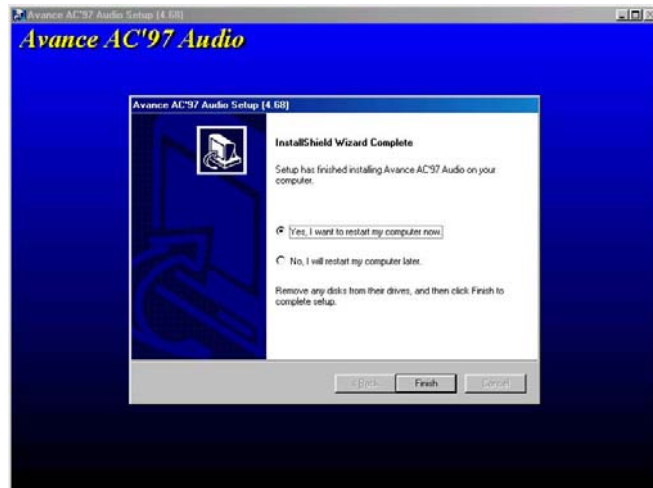 Avance AC'97 Audio Setup [4.68]
Avance AC'97 Audio
Avance AC'97 Audio Setup [4.68]
InstallShield Wizard Complete
Setup has finished installing Avance AC'97 Audio on your
computer.
Yes, I want to restart my computer now.
No, I will restart my computer later.
Remove any disks from their drives, and then click Finish to
complete setup.
< Back Finish Cancel